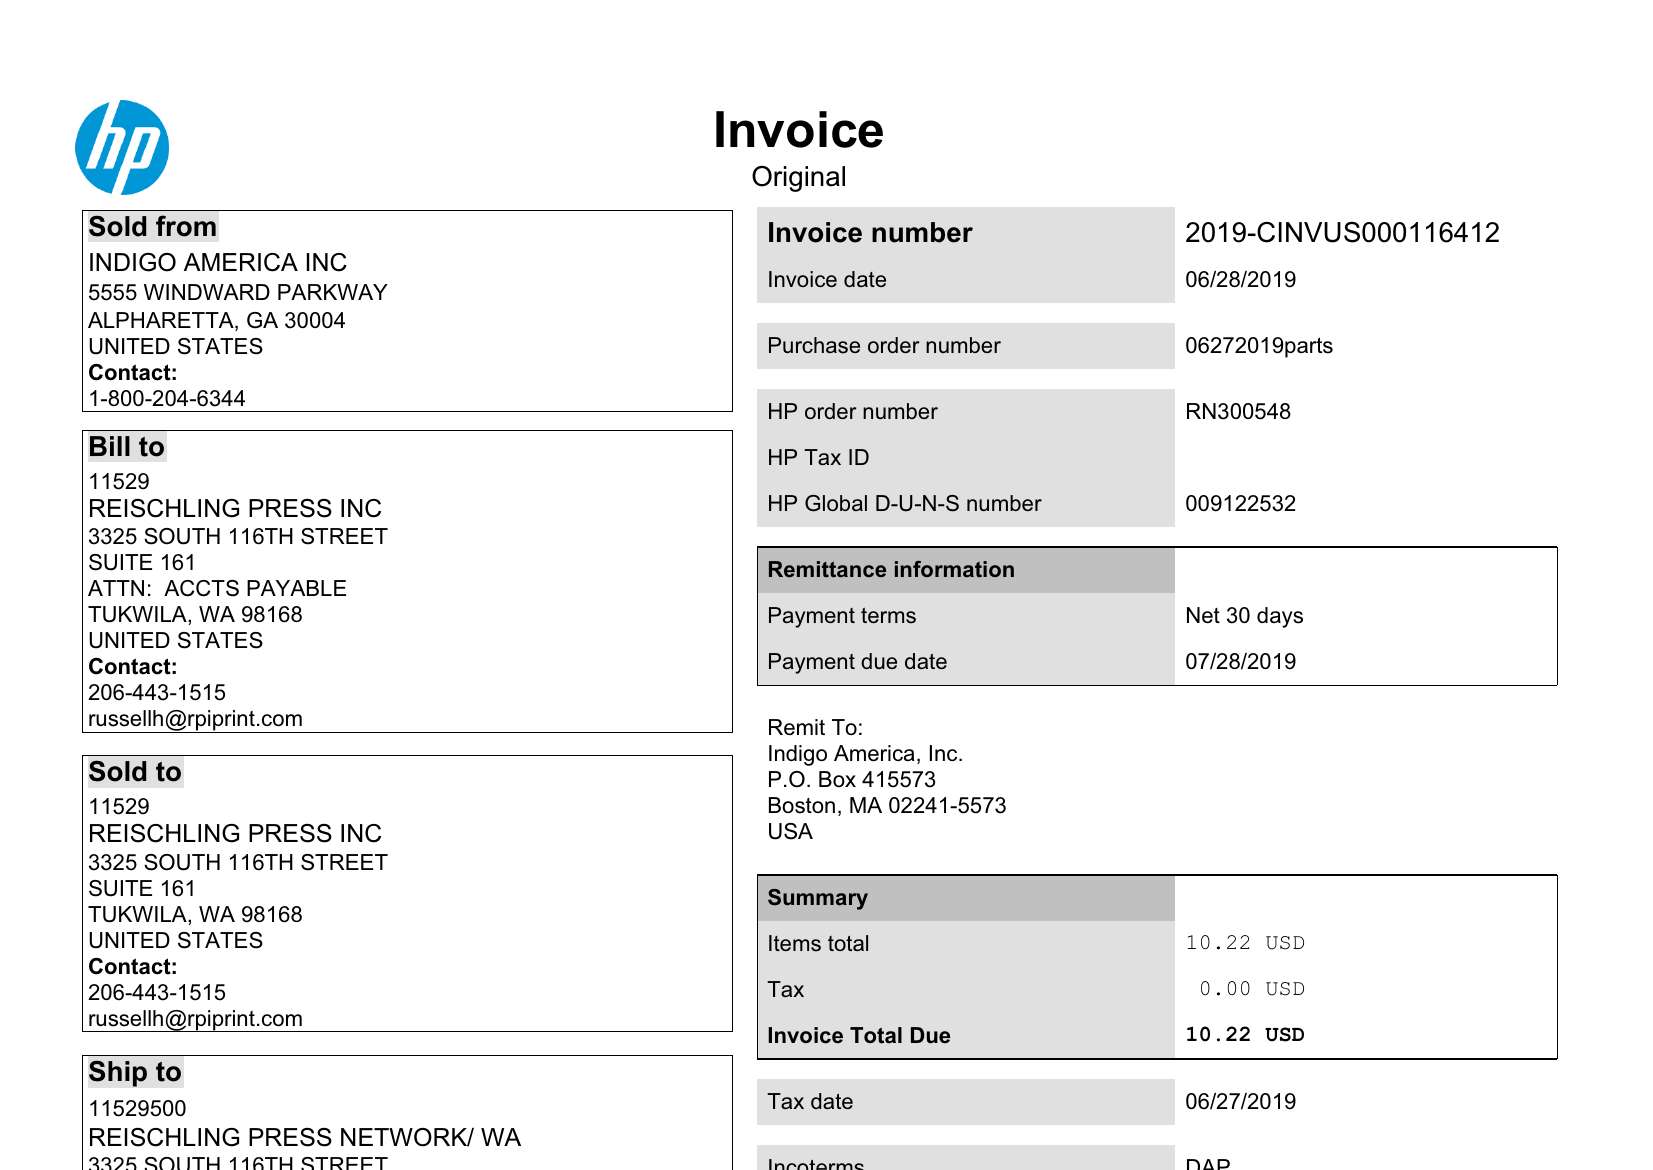 hp
Invoice
Original
Sold from
INDIGO AMERICA INC
5555 WINDWARD PARKWAY
ALPHARETTA, GA 30004
UNITED STATES
Contact:
1-800-204-6344
Bill to
11529
REISCHLING PRESS INC
3325 SOUTH 116TH STREET
SUITE 161
ATTN:  ACCTS PAYABLE
TUKWILA, WA 98168
UNITED STATES
Contact:
206-443-1515
russellh@rpiprint.com
Sold to
11529
REISCHLING PRESS INC
3325 SOUTH 116TH STREET
SUITE 161
TUKWILA, WA 98168
UNITED STATES
Contact:
206-443-1515
russellh@rpiprint.com
Ship to
11529500
REISCHLING PRESS NETWORK/ WA
3325 SOUTH 116TH STREET
Invoice number 2019-CINVUS000116412
Invoice date 06/28/2019
Purchase order number 06272019parts
HP order number RN300548
HP Tax ID
HP Global D-U-N-S number 009122532
Remittance information
Payment terms Net 30 days
Payment due date 07/28/2019
Remit To:
Indigo America, Inc.
P.O. Box 415573
Boston, MA 02241-5573
USA
Summary
Items total 10.22 USD
Tax 0.00 USD
Invoice Total Due 10.22 USD
Tax date 06/27/2019
Incoterms DAP